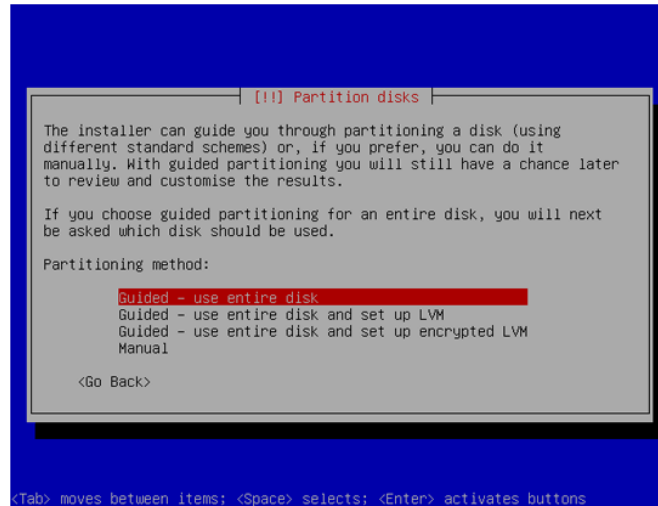 [!!] Partition disks
The installer can guide you through partitioning a disk (using
different standard schemes) or, if you prefer, you can do it
manually. With guided partitioning you will still have a chance later
to review and customise the results.
If you choose guided partitioning for an entire disk, you will next
be asked which disk should be used.
Partitioning method:
Guided - use entire disk
Guided - use entire disk and set up LVM
Guided - use entire disk and set up encrypted LVM
Manual
<Go Back>
<Tab> moves between items; <Space> selects; <Enter> activates buttons